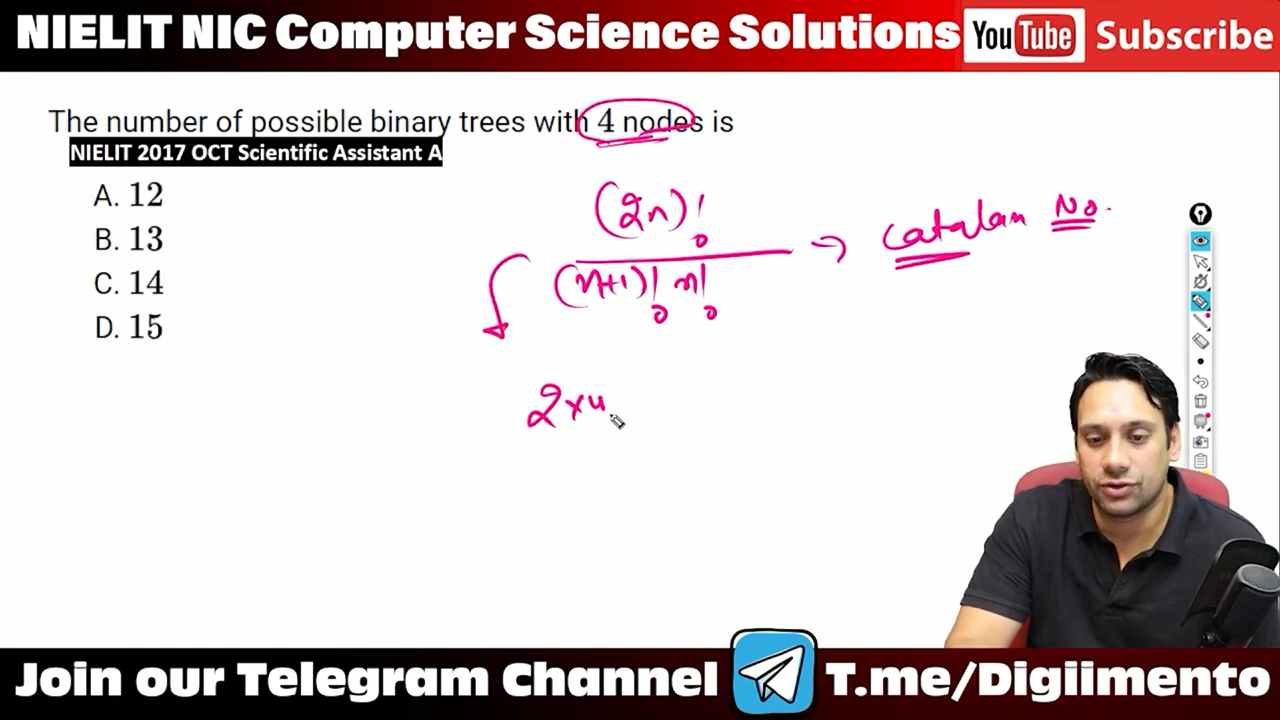 NIELIT NIC Computer Science Solutions YouTube Subscribe
The number of possible binary trees with 4 nodes is
NIELIT 2017 OCT Scientific Assistant A
A. 12
B. 13
C. 14
D. 15
(2n)!
(n+1)! n!
→ Catalan No.
2×4
Join our Telegram Channel T.me/Digiimento